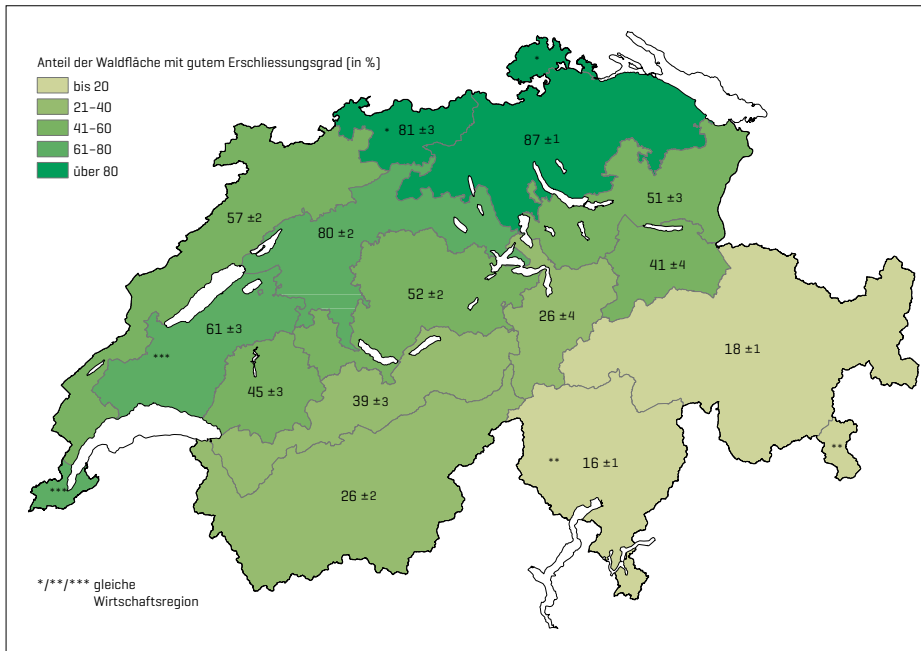 Anteil der Waldfläche mit gutem Erschliessungsgrad (in %)
bis 20
21–40
41–60
61–80
über 80
*
* 81 ±3
87 ±1
57 ±2
80 ±2
51 ±3
41 ±4
52 ±2
26 ±4
61 ±3
***
18 ±1
45 ±3
39 ±3
**
** 16 ±1
26 ±2
***
*/**/*** gleiche
Wirtschaftsregion